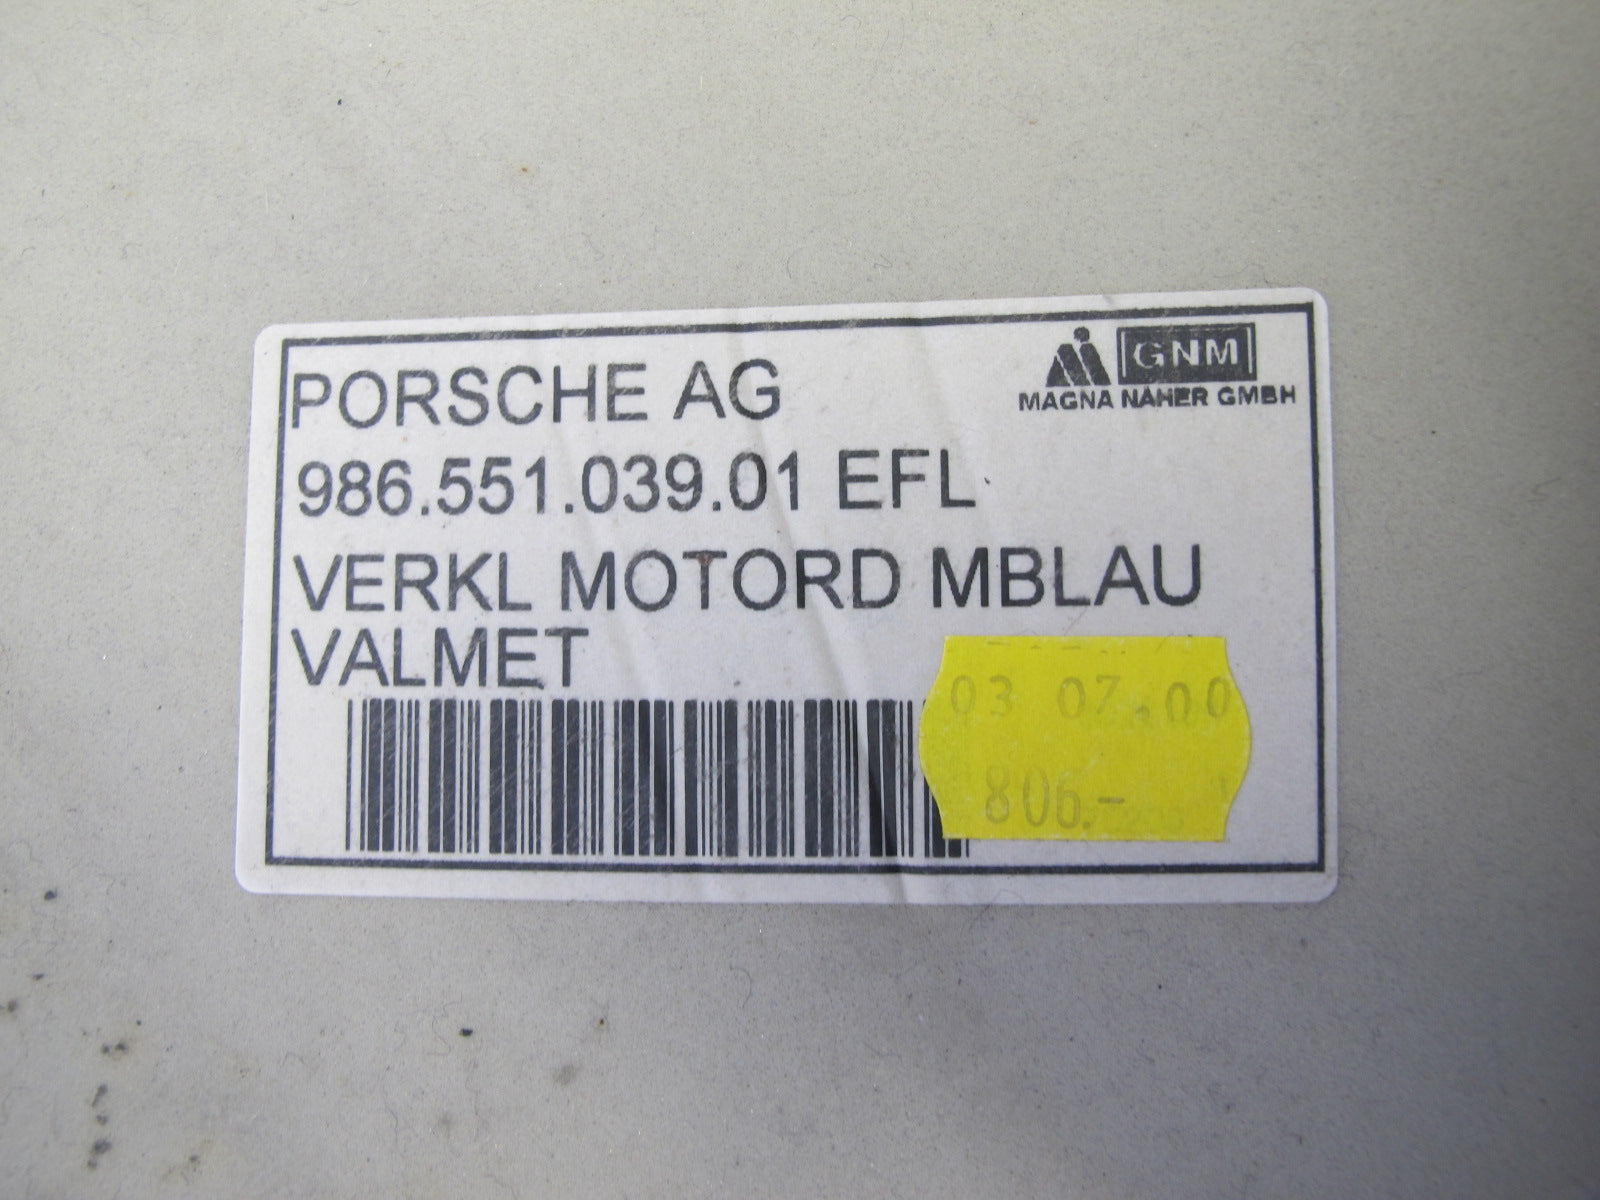 PORSCHE AG
GNM
MAGNA NÄHER GMBH
986.551.039.01 EFL
VERKL MOTORD MBLAU
VALMET
03 07.00
806.-